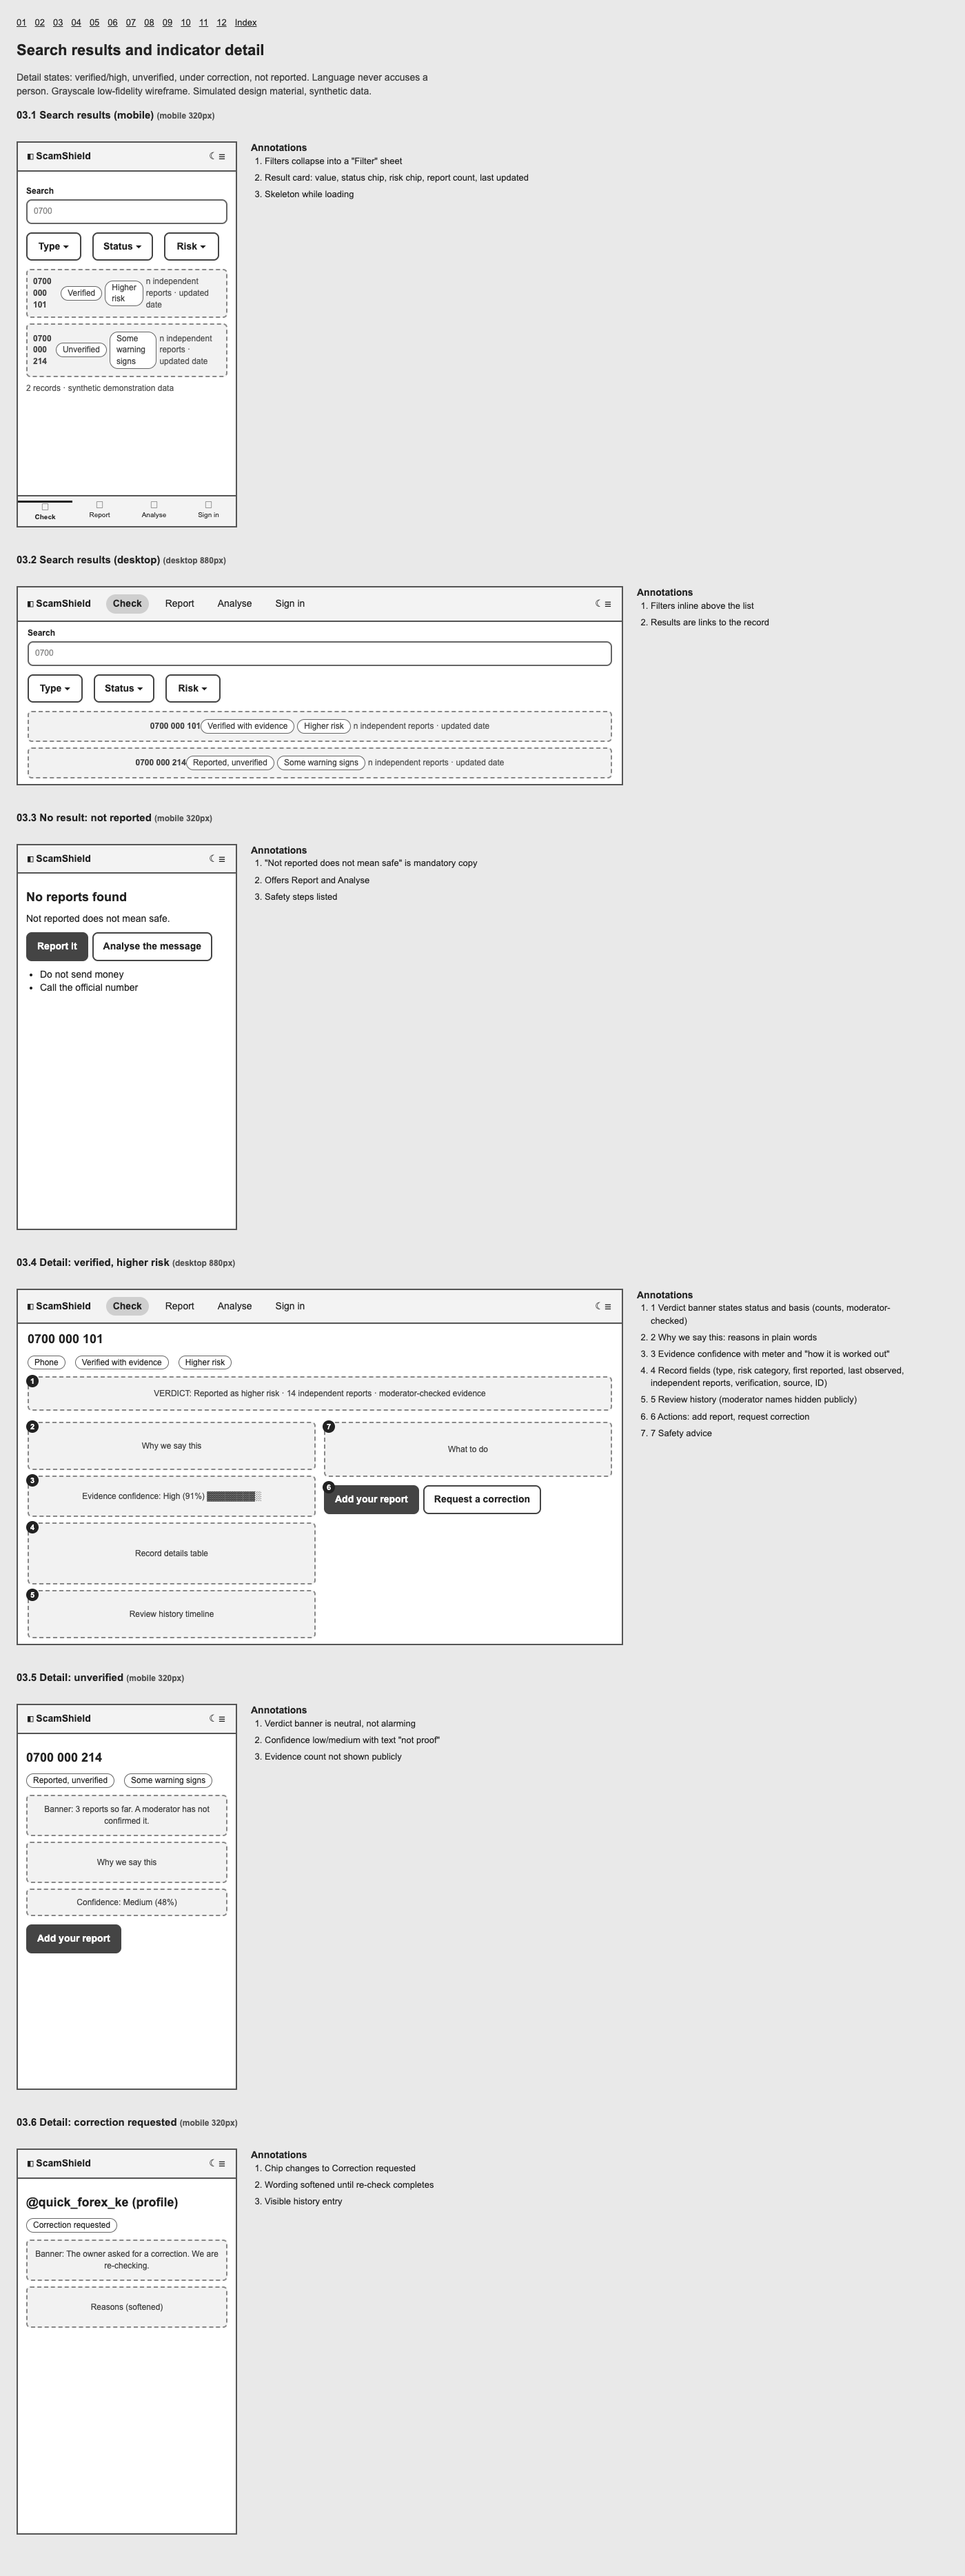 01 02 03 04 05 06 07 08 09 10 11 12 Index
Search results and indicator detail
Detail states: verified/high, unverified, under correction, not reported. Language never accuses a
person. Grayscale low-fidelity wireframe. Simulated design material, synthetic data.
03.1 Search results (mobile) (mobile 320px)
ScamShield
Search
0700
Type
Status
Risk
0700
000
101
Verified
Higher
risk
n independent
reports · updated
date
0700
000
214
Unverified
Some
warning
signs
n independent
reports ·
updated date
2 records · synthetic demonstration data
Check
Report
Analyse
Sign in
Annotations
1. Filters collapse into a "Filter" sheet
2. Result card: value, status chip, risk chip, report count, last updated
3. Skeleton while loading
03.2 Search results (desktop) (desktop 880px)
ScamShield Check Report Analyse Sign in
Search
0700
Type
Status
Risk
0700 000 101 Verified with evidence Higher risk n independent reports · updated date
0700 000 214 Reported, unverified Some warning signs n independent reports · updated date
Annotations
1. Filters inline above the list
2. Results are links to the record
03.3 No result: not reported (mobile 320px)
ScamShield
No reports found
Not reported does not mean safe.
Report it
Analyse the message
• Do not send money
• Call the official number
Annotations
1. "Not reported does not mean safe" is mandatory copy
2. Offers Report and Analyse
3. Safety steps listed
03.4 Detail: verified, higher risk (desktop 880px)
ScamShield Check Report Analyse Sign in
0700 000 101
Phone
Verified with evidence
Higher risk
1
VERDICT: Reported as higher risk · 14 independent reports · moderator-checked evidence
2
Why we say this
3
Evidence confidence: High (91%) ▓▓▓▓▓▓▓▓▓░
4
Record details table
5
Review history timeline
7
What to do
6
Add your report
Request a correction
Annotations
1. 1 Verdict banner states status and basis (counts, moderator-
checked)
2. 2 Why we say this: reasons in plain words
3. 3 Evidence confidence with meter and "how it is worked out"
4. 4 Record fields (type, risk category, first reported, last observed,
independent reports, verification, source, ID)
5. 5 Review history (moderator names hidden publicly)
6. 6 Actions: add report, request correction
7. 7 Safety advice
03.5 Detail: unverified (mobile 320px)
ScamShield
0700 000 214
Reported, unverified
Some warning signs
Banner: 3 reports so far. A moderator has not
confirmed it.
Why we say this
Confidence: Medium (48%)
Add your report
Annotations
1. Verdict banner is neutral, not alarming
2. Confidence low/medium with text "not proof"
3. Evidence count not shown publicly
03.6 Detail: correction requested (mobile 320px)
ScamShield
@quick_forex_ke (profile)
Correction requested
Banner: The owner asked for a correction. We are
re-checking.
Reasons (softened)
Annotations
1. Chip changes to Correction requested
2. Wording softened until re-check completes
3. Visible history entry